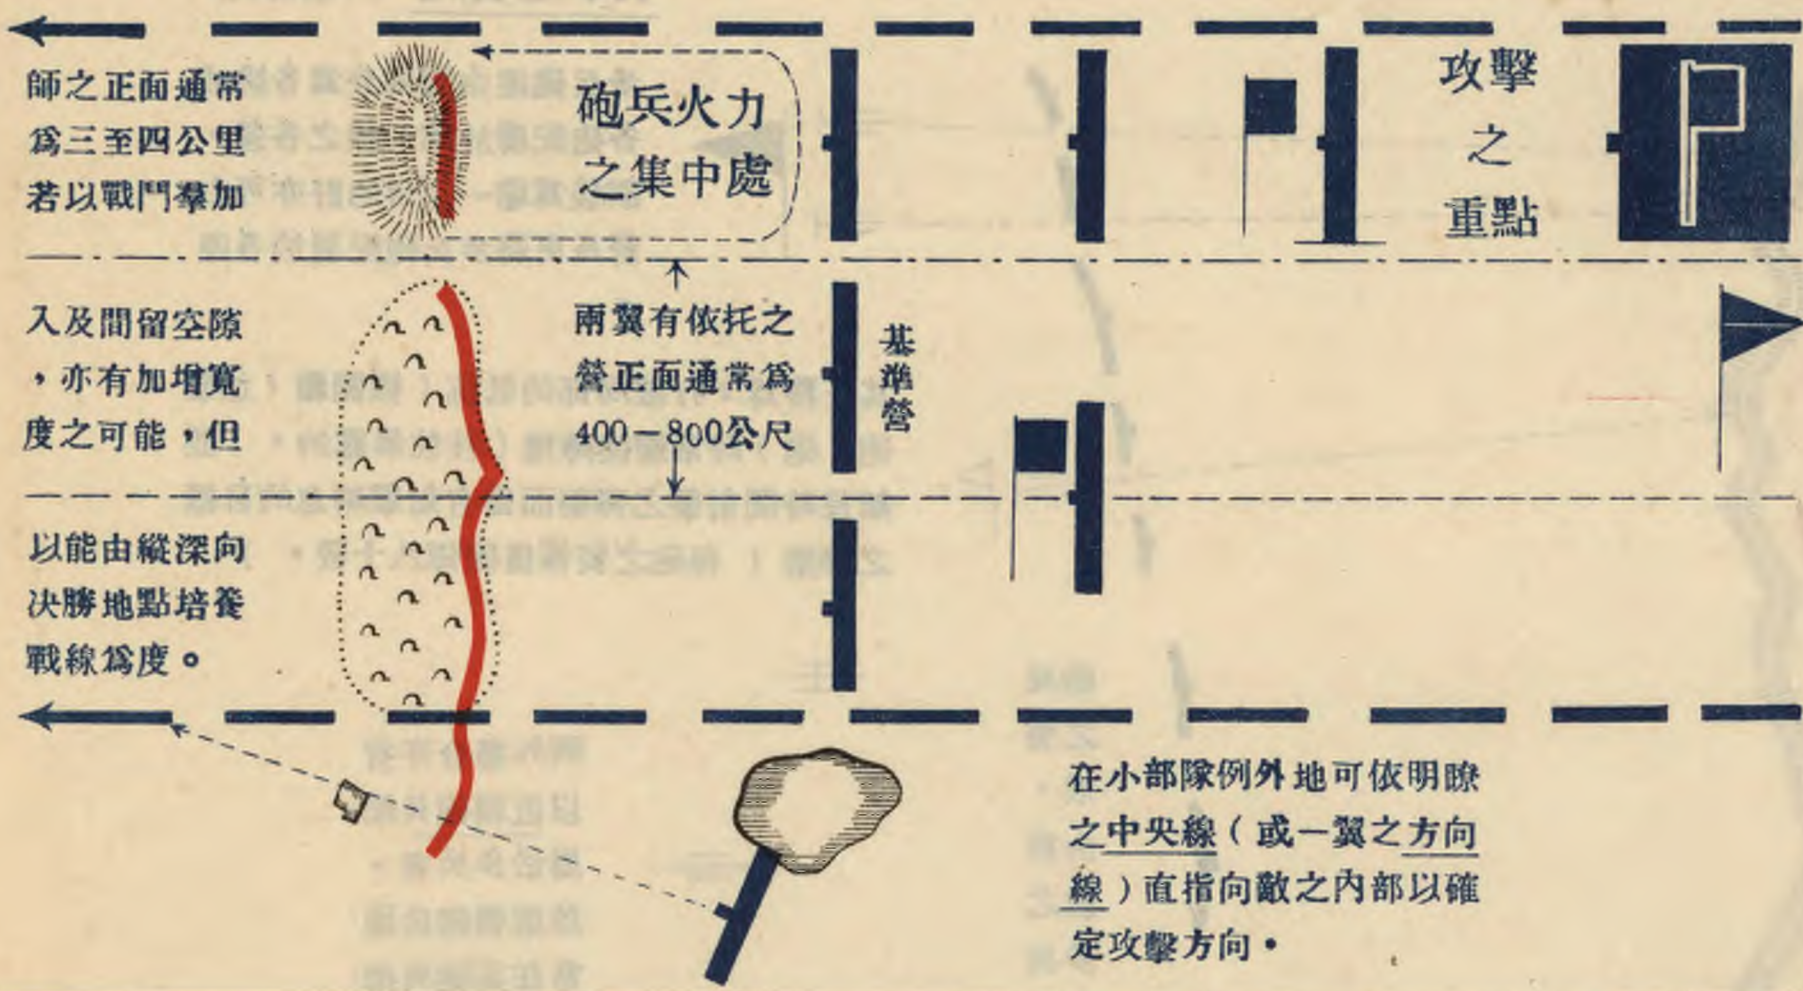 師之正面通常
爲三至四公里
若以戰鬥羣加
入及間留空隙
，亦有加增寬
度之可能，但
以能由縱深向
决勝地點培養
戰線爲度。
砲兵火力
之集中處
兩翼有依托之
營正面通常爲
400－800公尺
基準營
攻擊
之
重點
在小部隊例外地可依明瞭
之中央線（或一翼之方向
線）直指向敵之內部以確
定攻擊方向。